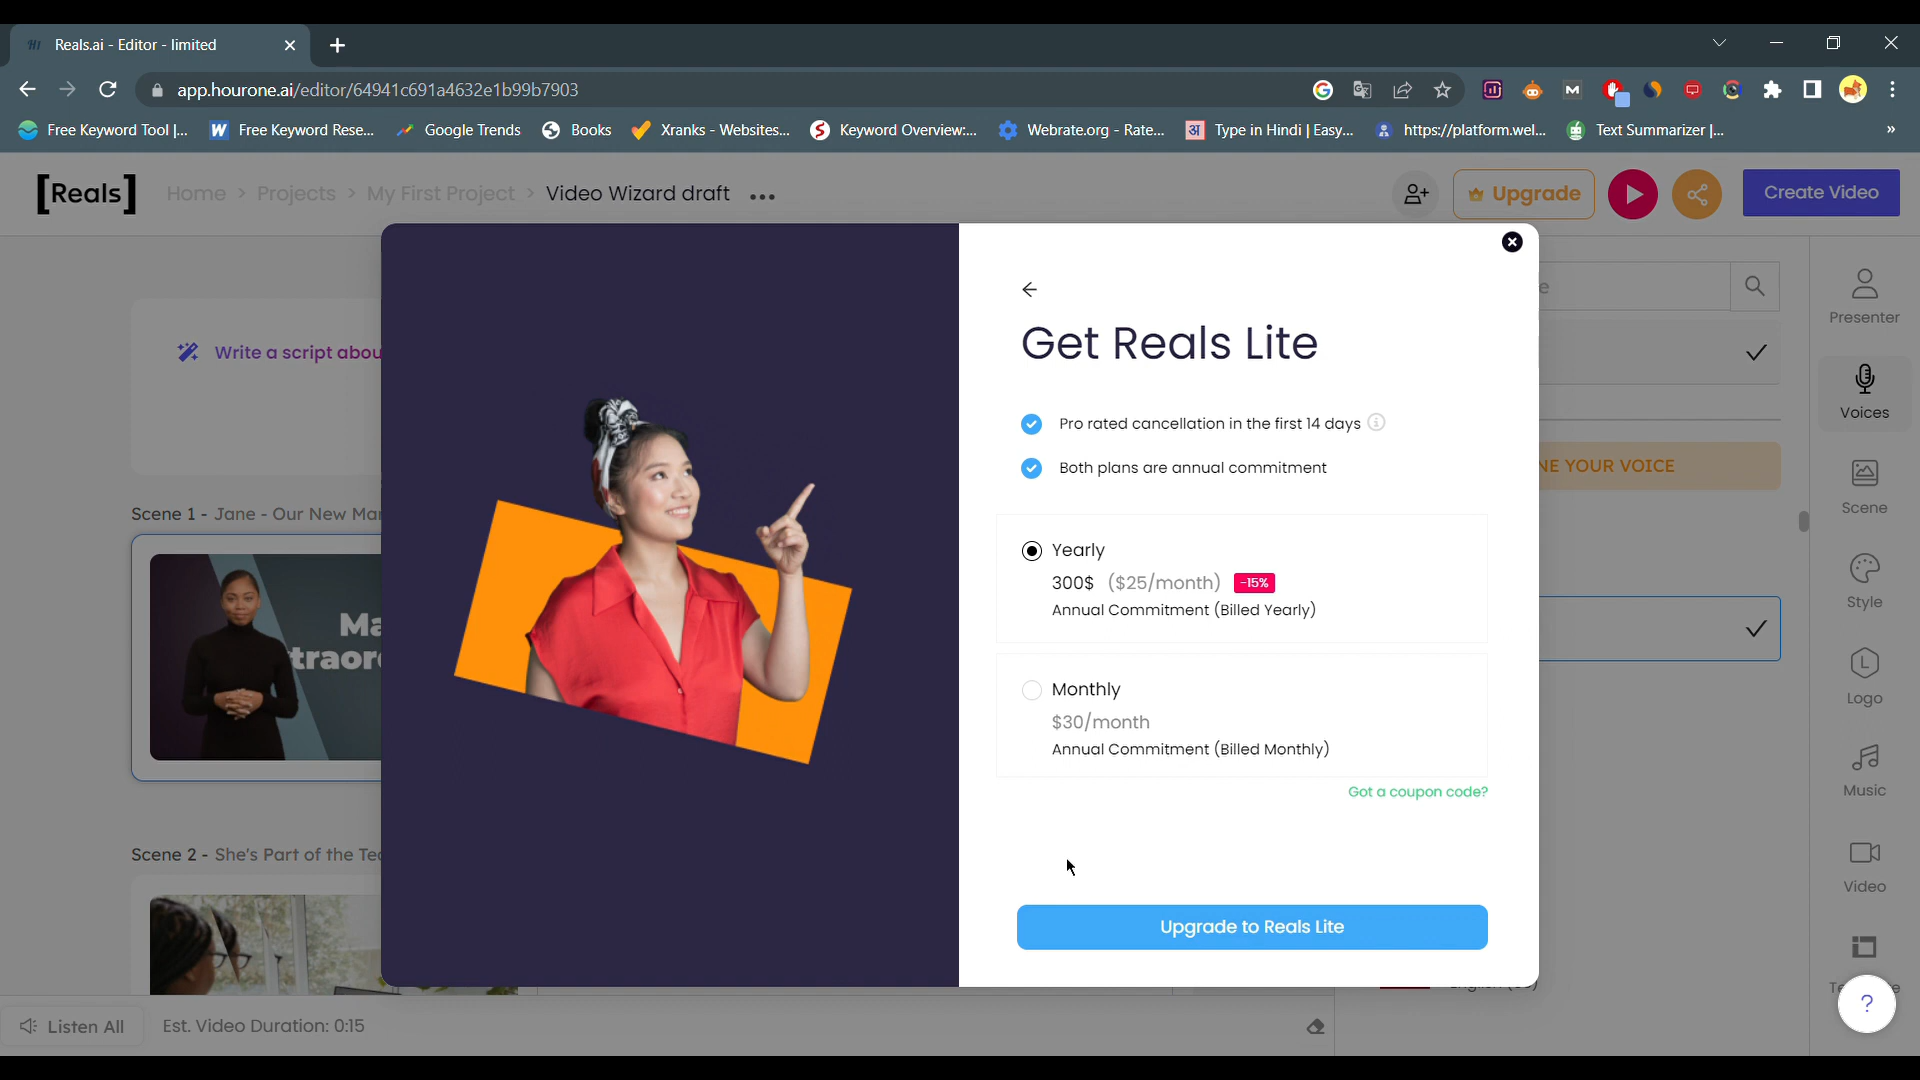 Reals.ai - Editor - limited
app.hourone.ai/editor/64941c691a4632e1b99b7903
Free Keyword Tool |...
Free Keyword Rese...
Google Trends
Books
Xranks - Websites...
Keyword Overview:...
Webrate.org - Rate...
Type in Hindi | Easy...
https://platform.wel...
Text Summarizer |...
»
[Reals]
Home > Projects > My First Project > Video Wizard draft ...
Upgrade
Create Video
Write a script abou
Scene 1 - Jane - Our New Mar
Ma
traor
Scene 2 - She's Part of the Tea
Listen All
Est. Video Duration: 0:15
Get Reals Lite
Pro rated cancellation in the first 14 days
Both plans are annual commitment
Yearly
300$ ($25/month) -15%
Annual Commitment (Billed Yearly)
Monthly
$30/month
Annual Commitment (Billed Monthly)
Got a coupon code?
Upgrade to Reals Lite
e
NE YOUR VOICE
Presenter
Voices
Scene
Style
Logo
Music
Video
?